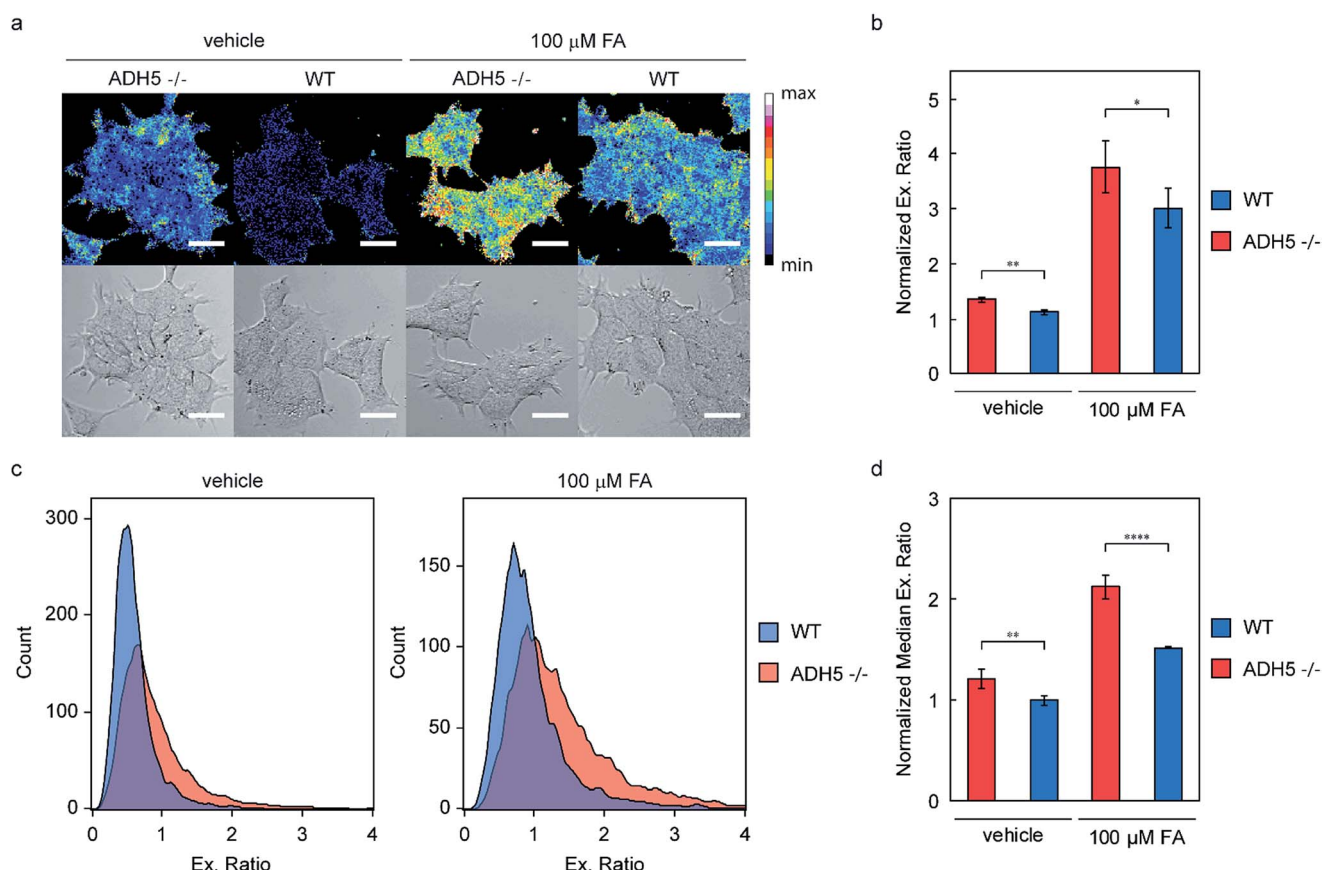 a
vehicle
100 µM FA
ADH5 -/-
WT
ADH5 -/-
WT
max
min
b
Normalized Ex. Ratio
5
4
3
2
1
0
*
**
vehicle
100 µM FA
WT
ADH5 -/-
c
vehicle
Count
300
200
100
0
0 1 2 3 4
Ex. Ratio
100 µM FA
Count
150
100
50
0
0 1 2 3 4
Ex. Ratio
WT
ADH5 -/-
d
Normalized Median Ex. Ratio
3
2
1
0
****
**
vehicle
100 µM FA
WT
ADH5 -/-